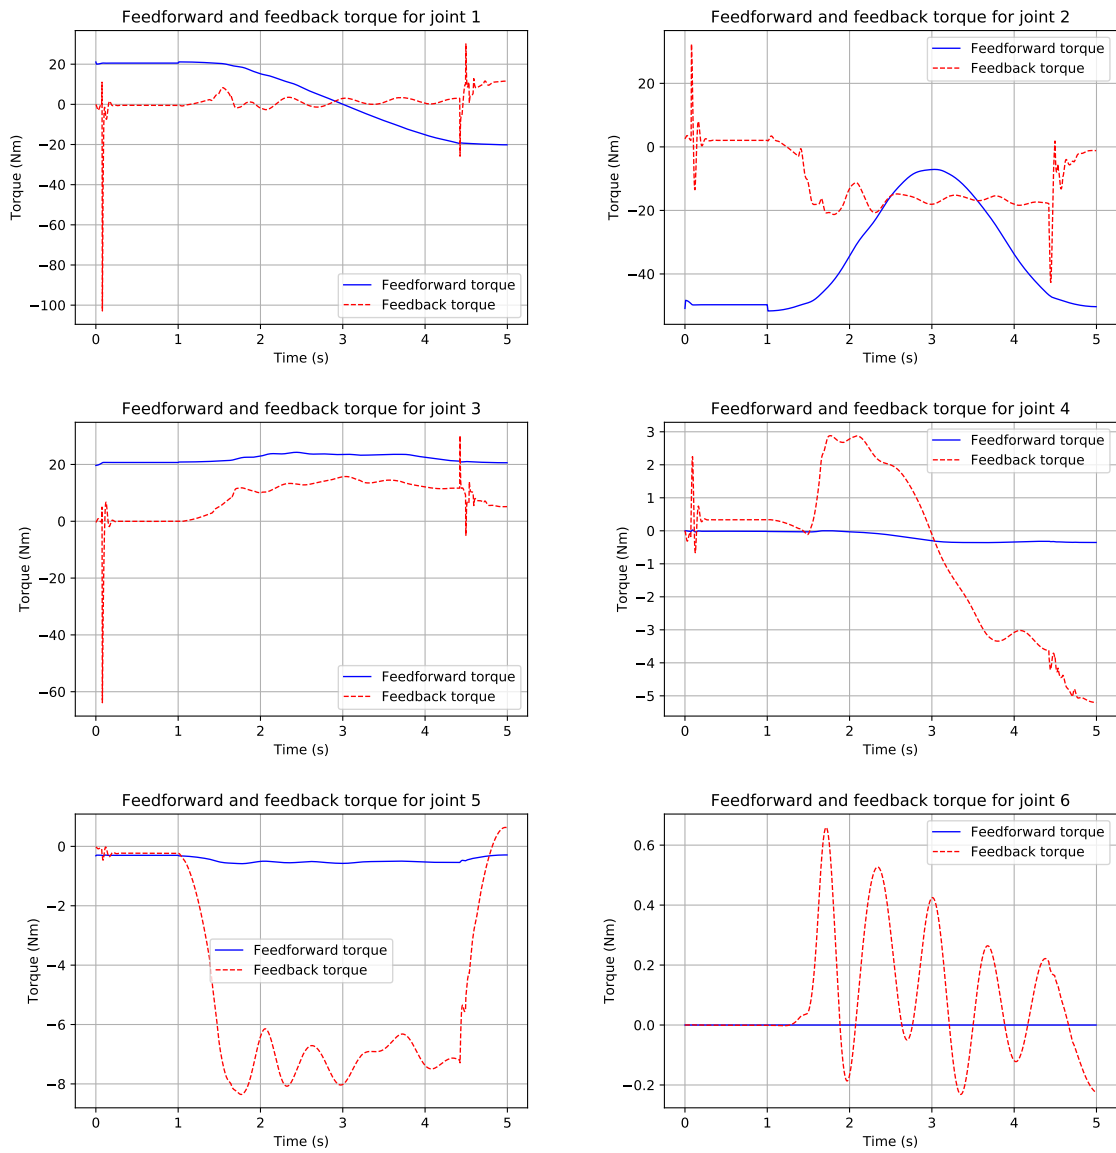 Feedforward and feedback torque for joint 1
20
0
−20
−40
−60
−80
−100
Torque (Nm)
Feedforward torque
Feedback torque
0 1 2 3 4 5
Time (s)
Feedforward and feedback torque for joint 2
20
0
−20
−40
Torque (Nm)
Feedforward torque
Feedback torque
0 1 2 3 4 5
Time (s)
Feedforward and feedback torque for joint 3
20
0
−20
−40
−60
Torque (Nm)
Feedforward torque
Feedback torque
0 1 2 3 4 5
Time (s)
Feedforward and feedback torque for joint 4
3
2
1
0
−1
−2
−3
−4
−5
Torque (Nm)
Feedforward torque
Feedback torque
0 1 2 3 4 5
Time (s)
Feedforward and feedback torque for joint 5
0
−2
−4
−6
−8
Torque (Nm)
Feedforward torque
Feedback torque
0 1 2 3 4 5
Time (s)
Feedforward and feedback torque for joint 6
0.6
0.4
0.2
0.0
−0.2
Torque (Nm)
Feedforward torque
Feedback torque
0 1 2 3 4 5
Time (s)